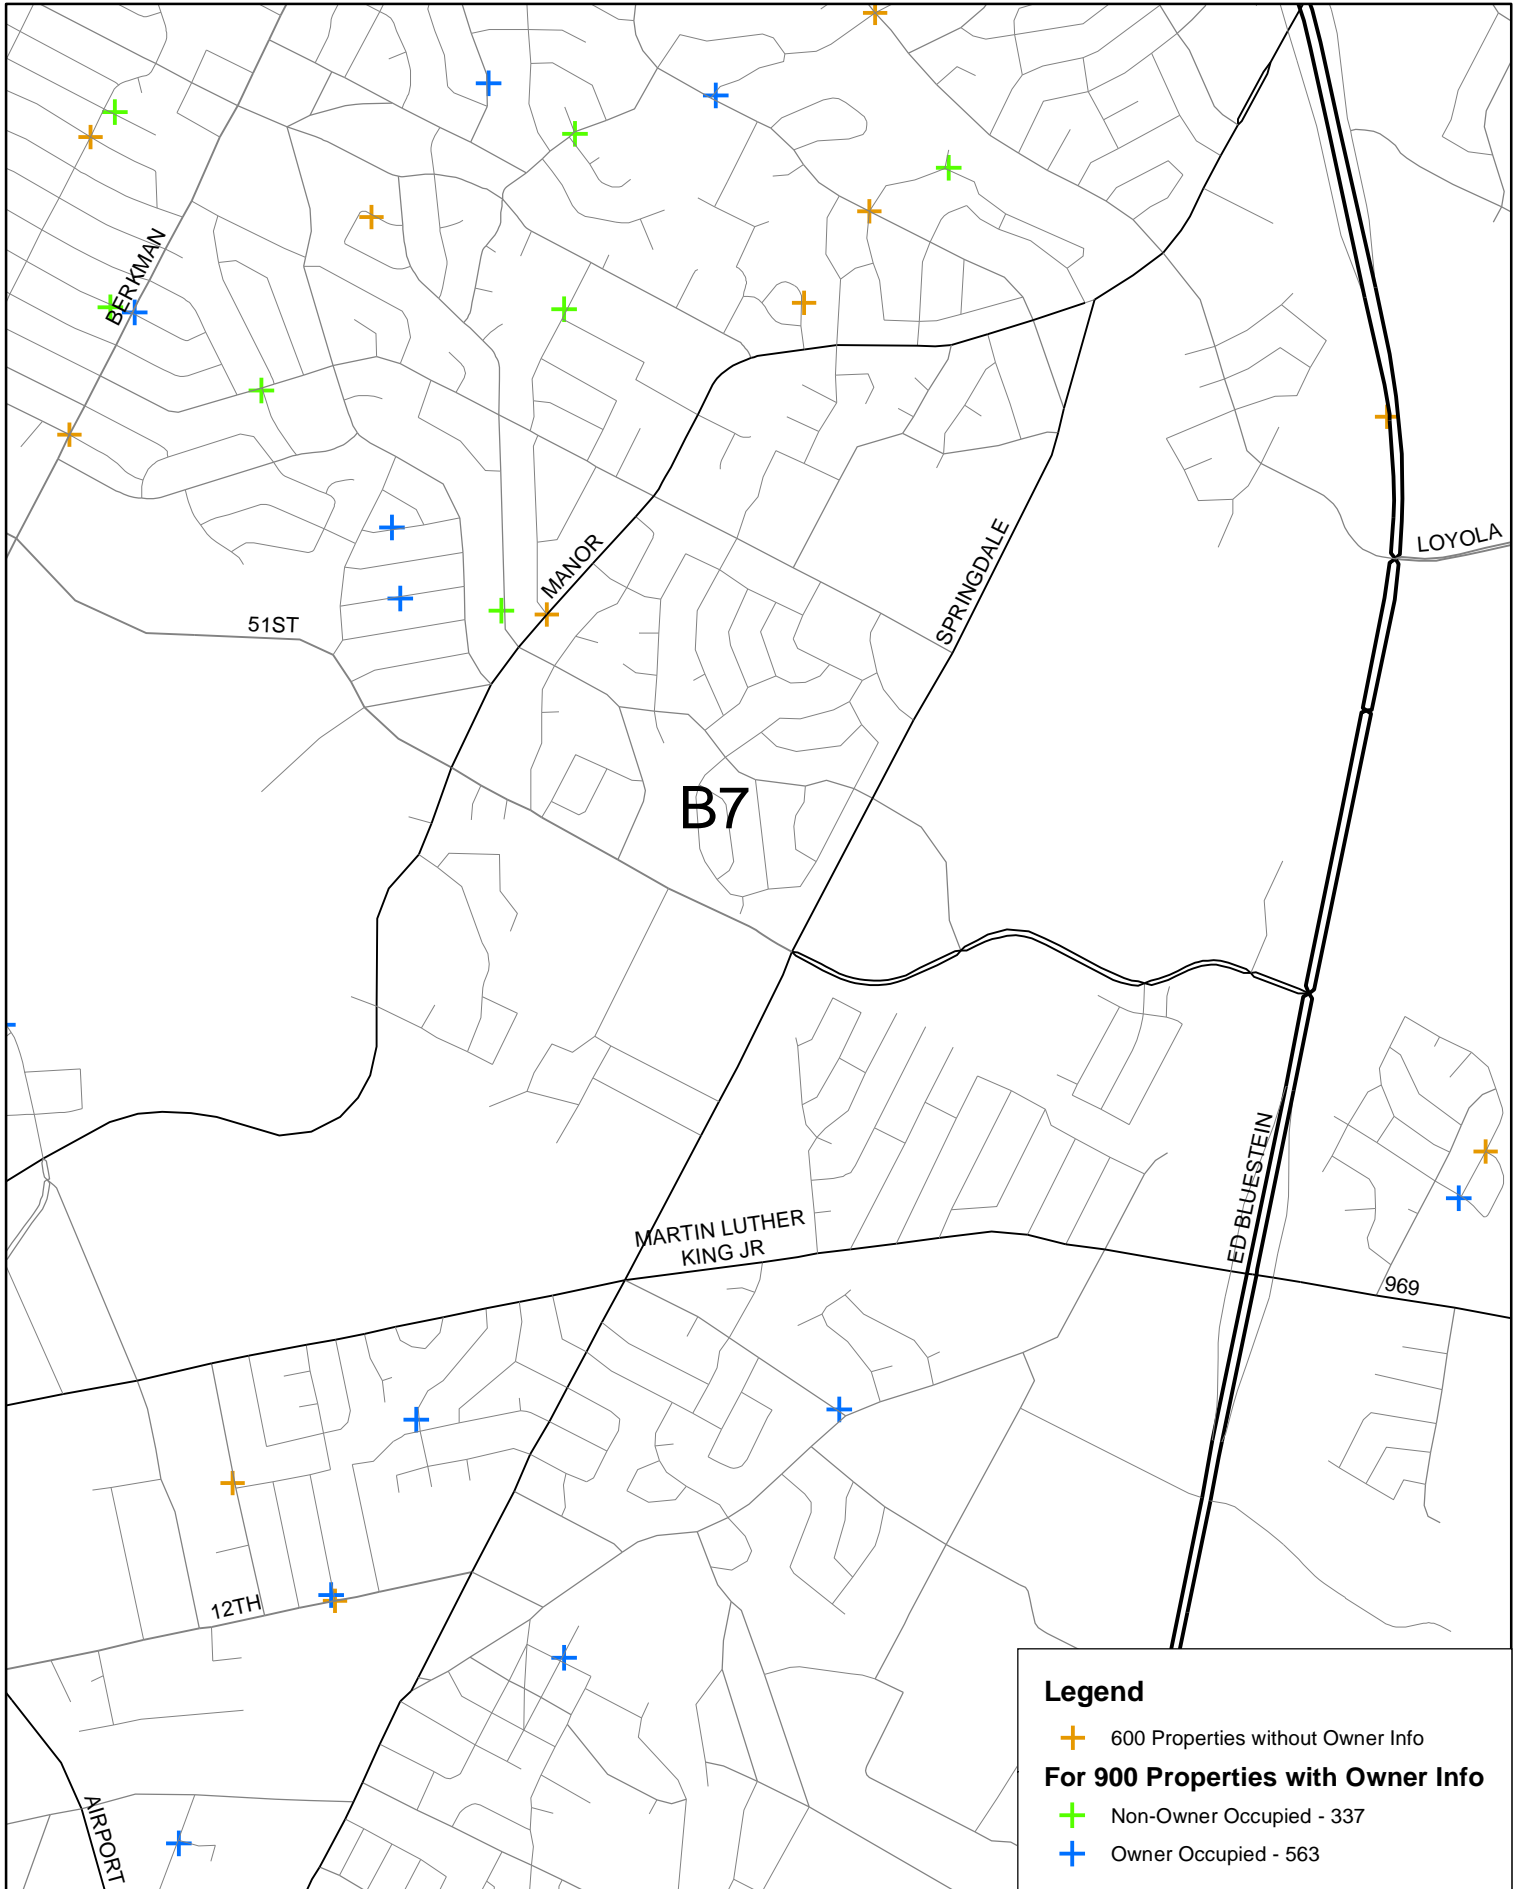 BERKMAN
LOYOLA
MANOR
SPRINGDALE
51ST
B7
ED BLUESTEIN
MARTIN LUTHER
KING JR
969
12TH
AIRPORT
Legend
600 Properties without Owner Info
For 900 Properties with Owner Info
Non-Owner Occupied - 337
Owner Occupied - 563